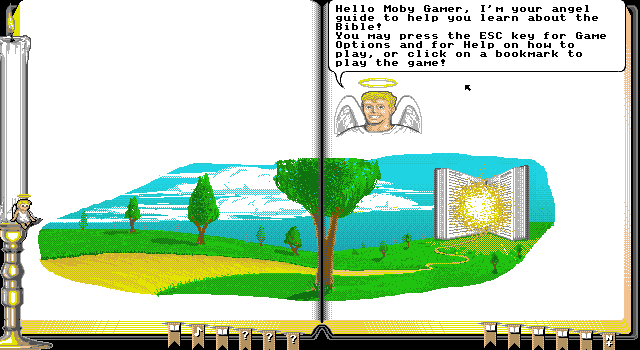 Hello Moby Gamer, I'm your angel
guide to help you learn about the
Bible!
You may press the ESC key for Game
Options and for Help on how to
play, or click on a bookmark to
play the game!
? ? ?
N